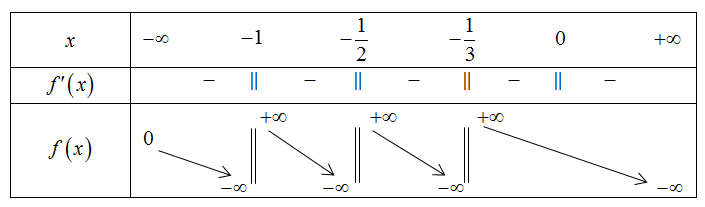 x −∞ −1 −1/2 −1/3 0 +∞
f′(x) − || − || − || − || −
f(x) 0 −∞ || +∞ −∞ || +∞ −∞ || +∞ −∞